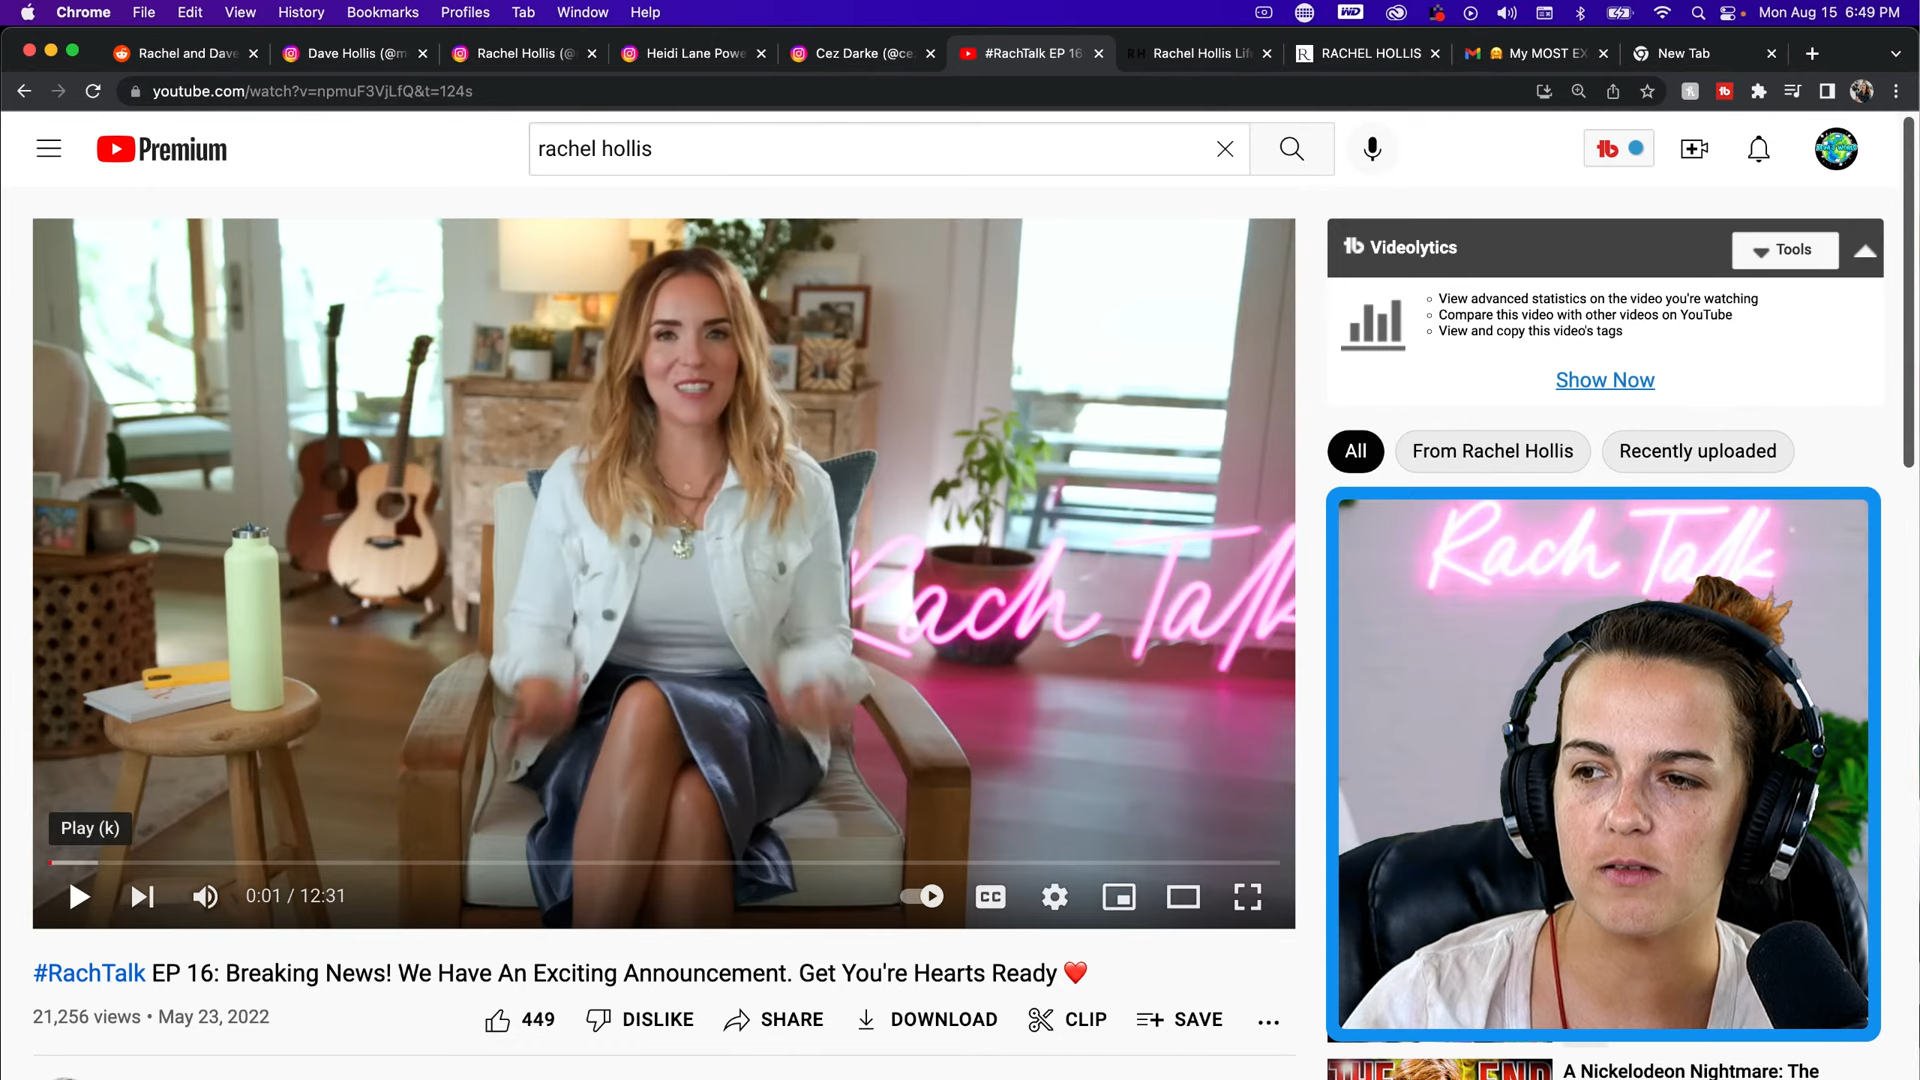 Chrome File Edit View History Bookmarks Profiles Tab Window Help
WD Mon Aug 15 6:49 PM
Rachel and Dave
Dave Hollis (@m
Rachel Hollis (@
Heidi Lane Powe
Cez Darke (@ce
#RachTalk EP 16
Rachel Hollis Life
RACHEL HOLLIS
My MOST EX
New Tab
youtube.com/watch?v=npmuF3VjLfQ&t=124s
Premium
rachel hollis
Rach Talk
Play (k)
0:01 / 12:31
CC
#RachTalk EP 16: Breaking News! We Have An Exciting Announcement. Get You're Hearts Ready ❤️
21,256 views • May 23, 2022
449 DISLIKE SHARE DOWNLOAD CLIP SAVE ...
Videolytics
Tools
View advanced statistics on the video you're watching
Compare this video with other videos on YouTube
View and copy this video's tags
Show Now
All From Rachel Hollis Recently uploaded
Rach Talk
THE END
A Nickelodeon Nightmare: The